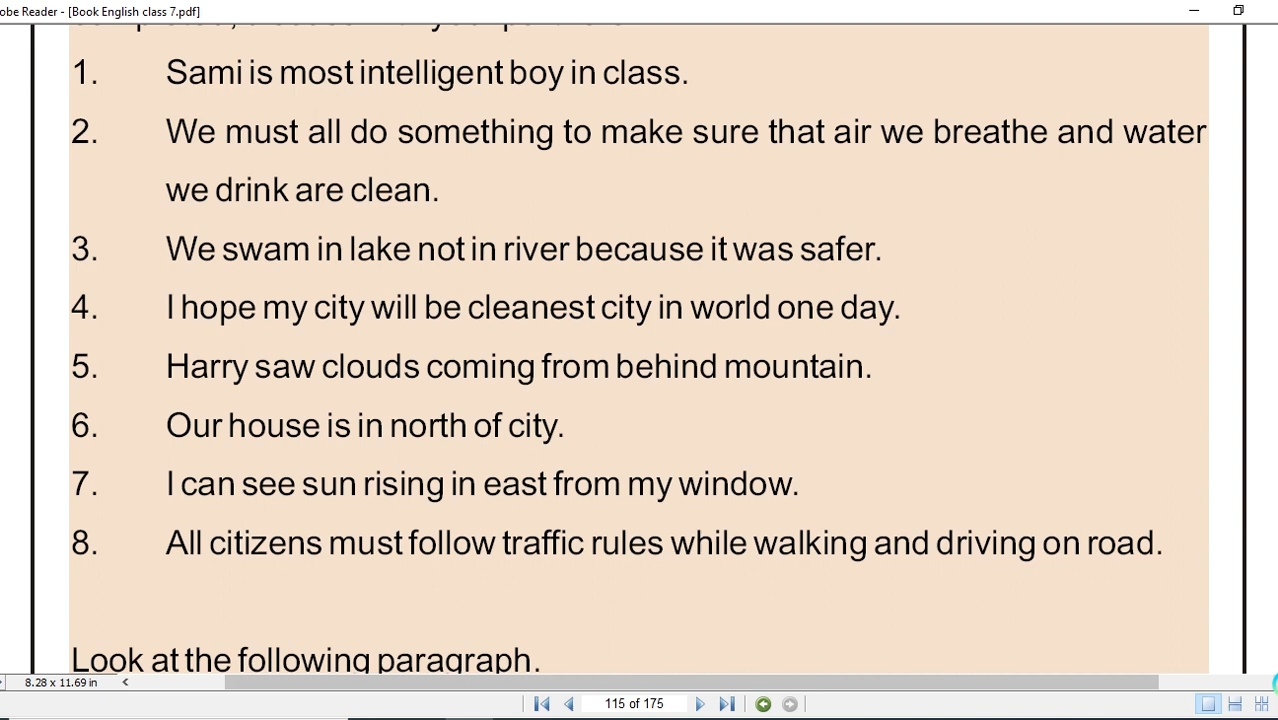 obe Reader - [Book English class 7.pdf]
1. Sami is most intelligent boy in class.
2. We must all do something to make sure that air we breathe and water
we drink are clean.
3. We swam in lake not in river because it was safer.
4. I hope my city will be cleanest city in world one day.
5. Harry saw clouds coming from behind mountain.
6. Our house is in north of city.
7. I can see sun rising in east from my window.
8. All citizens must follow traffic rules while walking and driving on road.
Look at the following paragraph.
8.28 x 11.69 in
115 of 175